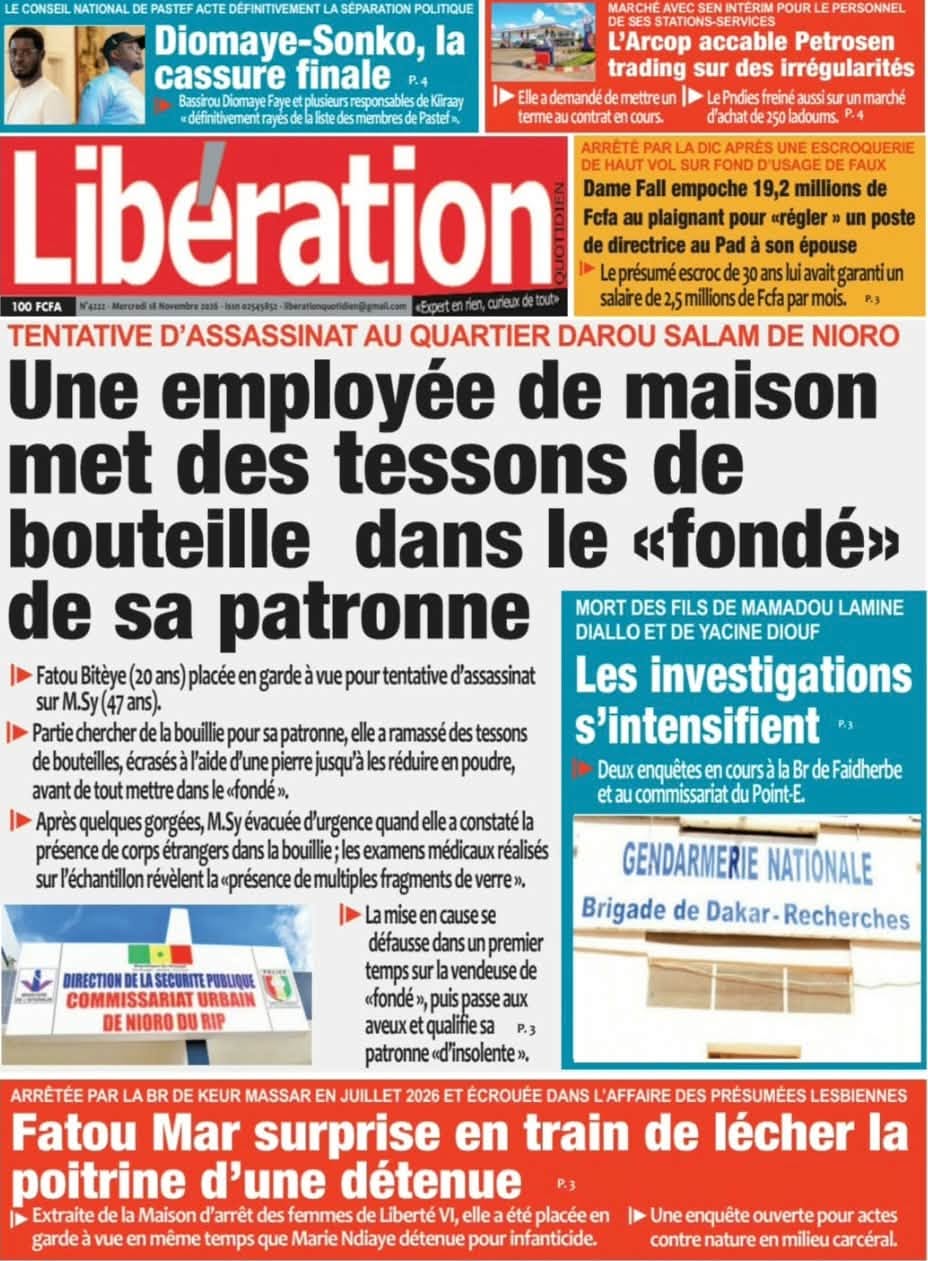 LE CONSEIL NATIONAL DE PASTEF ACTE DÉFINITIVEMENT LA SÉPARATION POLITIQUE
Diomaye-Sonko, la
cassure finale P. 4
Bassirou Diomaye Faye et plusieurs responsables de Kiiraay
« définitivement rayés de la liste des membres de Pastef ».
MARCHÉ AVEC SEN INTÉRIM POUR LE PERSONNEL
DE SES STATIONS-SERVICES
L'Arcop accable Petrosen
trading sur des irrégularités
Elle a demandé de mettre un
terme au contrat en cours.
Le Pndies freiné aussi sur un marché
d'achat de 250 ladoums. P. 4
Libération
QUOTIDIEN
100 FCFA
N°4222 - Mercredi 18 Novembre 2026 - Issn 02545852 - liberationquotidien@gmail.com
«Expert en rien, curieux de tout»
ARRÊTÉ PAR LA DIC APRÈS UNE ESCROQUERIE
DE HAUT VOL SUR FOND D'USAGE DE FAUX
Dame Fall empoche 19,2 millions de
Fcfa au plaignant pour «régler » un poste
de directrice au Pad à son épouse
Le présumé escroc de 30 ans lui avait garanti un
salaire de 2,5 millions de Fcfa par mois. P. 3
TENTATIVE D'ASSASSINAT AU QUARTIER DAROU SALAM DE NIORO
Une employée de maison
met des tessons de
bouteille dans le «fondé»
de sa patronne
Fatou Bitèye (20 ans) placée en garde à vue pour tentative d'assassinat
sur M.Sy (47 ans).
Partie chercher de la bouillie pour sa patronne, elle a ramassé des tessons
de bouteilles, écrasés à l'aide d'une pierre jusqu'à les réduire en poudre,
avant de tout mettre dans le «fondé ».
Après quelques gorgées, M.Sy évacuée d'urgence quand elle a constaté la
présence de corps étrangers dans la bouillie ; les examens médicaux réalisés
sur l'échantillon révèlent la «présence de multiples fragments de verre ».
La mise en cause se
défausse dans un premier
temps sur la vendeuse de
«fondé », puis passe aux
aveux et qualifie sa P. 3
patronne «d'insolente ».
DIRECTION DE LA SECURITE PUBLIQUE
COMMISSARIAT URBAIN
DE NIORO DU RIP
POLICE
MORT DES FILS DE MAMADOU LAMINE
DIALLO ET DE YACINE DIOUF
Les investigations
s'intensifient P. 3
Deux enquêtes en cours à la Br de Faidherbe
et au commissariat du Point-E.
GENDARMERIE NATIONALE
Brigade de Dakar-Recherches
ARRÊTÉE PAR LA BR DE KEUR MASSAR EN JUILLET 2026 ET ÉCROUÉE DANS L'AFFAIRE DES PRÉSUMÉES LESBIENNES
Fatou Mar surprise en train de lécher la
poitrine d'une détenue P. 3
Extraite de la Maison d'arrêt des femmes de Liberté VI, elle a été placée en
garde à vue en même temps que Marie Ndiaye détenue pour infanticide.
Une enquête ouverte pour actes
contre nature en milieu carcéral.